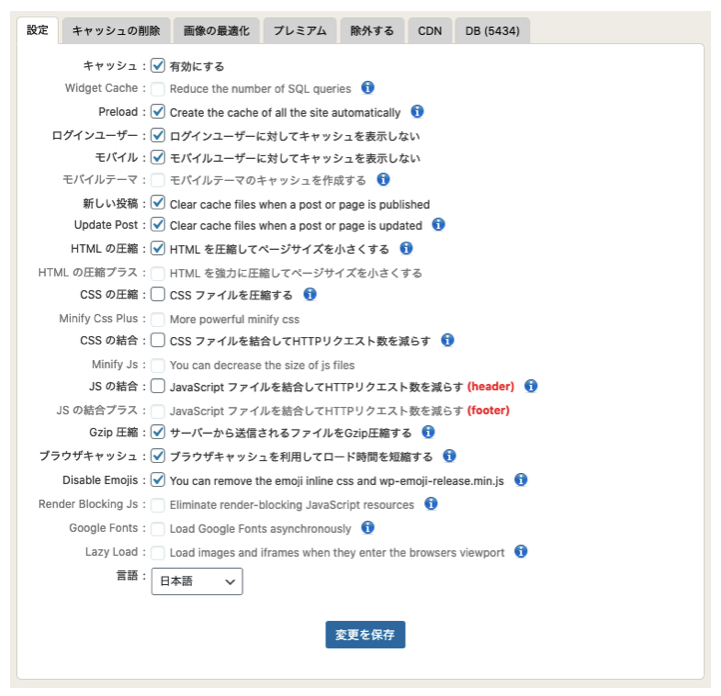 設定 キャッシュの削除 画像の最適化 プレミアム 除外する CDN DB (5434)
キャッシュ : 有効にする
Widget Cache : Reduce the number of SQL queries
Preload : Create the cache of all the site automatically
ログインユーザー : ログインユーザーに対してキャッシュを表示しない
モバイル : モバイルユーザーに対してキャッシュを表示しない
モバイルテーマ : モバイルテーマのキャッシュを作成する
新しい投稿 : Clear cache files when a post or page is published
Update Post : Clear cache files when a post or page is updated
HTML の圧縮 : HTML を圧縮してページサイズを小さくする
HTML の圧縮プラス : HTML を強力に圧縮してページサイズを小さくする
CSS の圧縮 : CSS ファイルを圧縮する
Minify Css Plus : More powerful minify css
CSS の結合 : CSS ファイルを結合してHTTPリクエスト数を減らす
Minify Js : You can decrease the size of js files
JS の結合 : JavaScript ファイルを結合してHTTPリクエスト数を減らす (header)
JS の結合プラス : JavaScript ファイルを結合してHTTPリクエスト数を減らす (footer)
Gzip 圧縮 : サーバーから送信されるファイルをGzip圧縮する
ブラウザキャッシュ : ブラウザキャッシュを利用してロード時間を短縮する
Disable Emojis : You can remove the emoji inline css and wp-emoji-release.min.js
Render Blocking Js : Eliminate render-blocking JavaScript resources
Google Fonts : Load Google Fonts asynchronously
Lazy Load : Load images and iframes when they enter the browsers viewport
言語 : 日本語
変更を保存